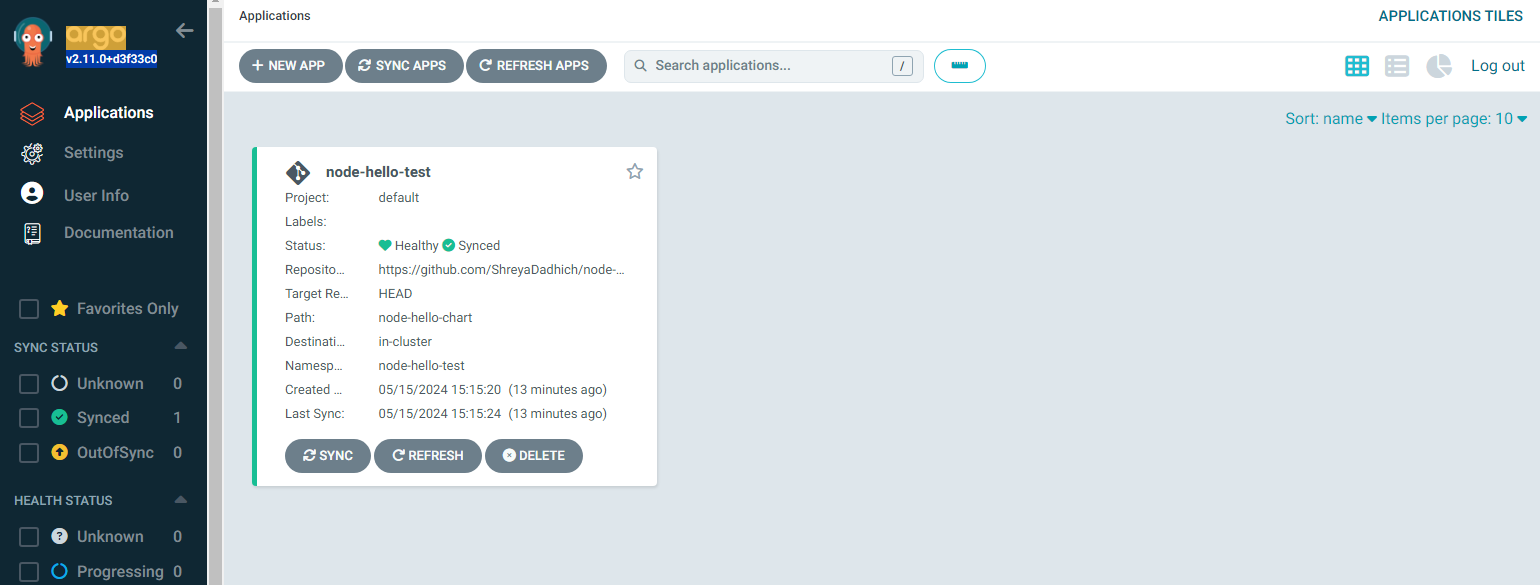 argo
v2.11.0+d3f33c0
Applications
Settings
User Info
Documentation
Favorites Only
SYNC STATUS
Unknown 0
Synced 1
OutOfSync 0
HEALTH STATUS
Unknown 0
Progressing 0
Applications
APPLICATIONS TILES
+ NEW APP SYNC APPS REFRESH APPS Search applications... / Log out
Sort: name Items per page: 10
node-hello-test
Project: default
Labels:
Status: Healthy Synced
Reposito... https://github.com/ShreyaDadhich/node-...
Target Re... HEAD
Path: node-hello-chart
Destinati... in-cluster
Namesp... node-hello-test
Created ... 05/15/2024 15:15:20 (13 minutes ago)
Last Sync: 05/15/2024 15:15:24 (13 minutes ago)
SYNC REFRESH DELETE